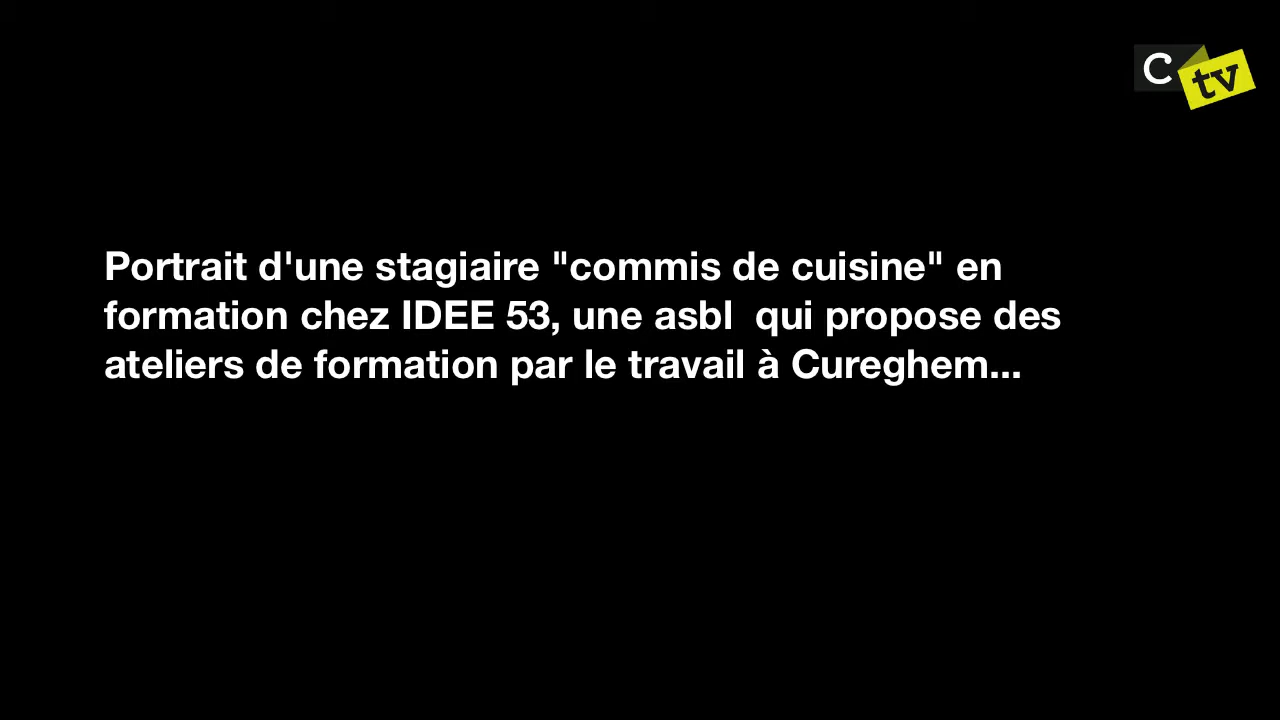 C tv
Portrait d'une stagiaire "commis de cuisine" en
formation chez IDEE 53, une asbl  qui propose des
ateliers de formation par le travail à Cureghem...